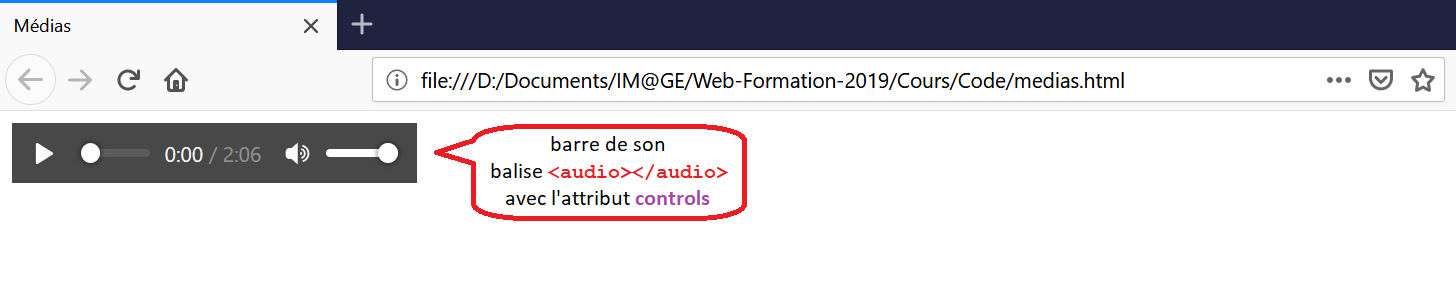 Médias
file:///D:/Documents/IM@GE/Web-Formation-2019/Cours/Code/medias.html
0:00 / 2:06
barre de son
balise <audio></audio>
avec l'attribut controls